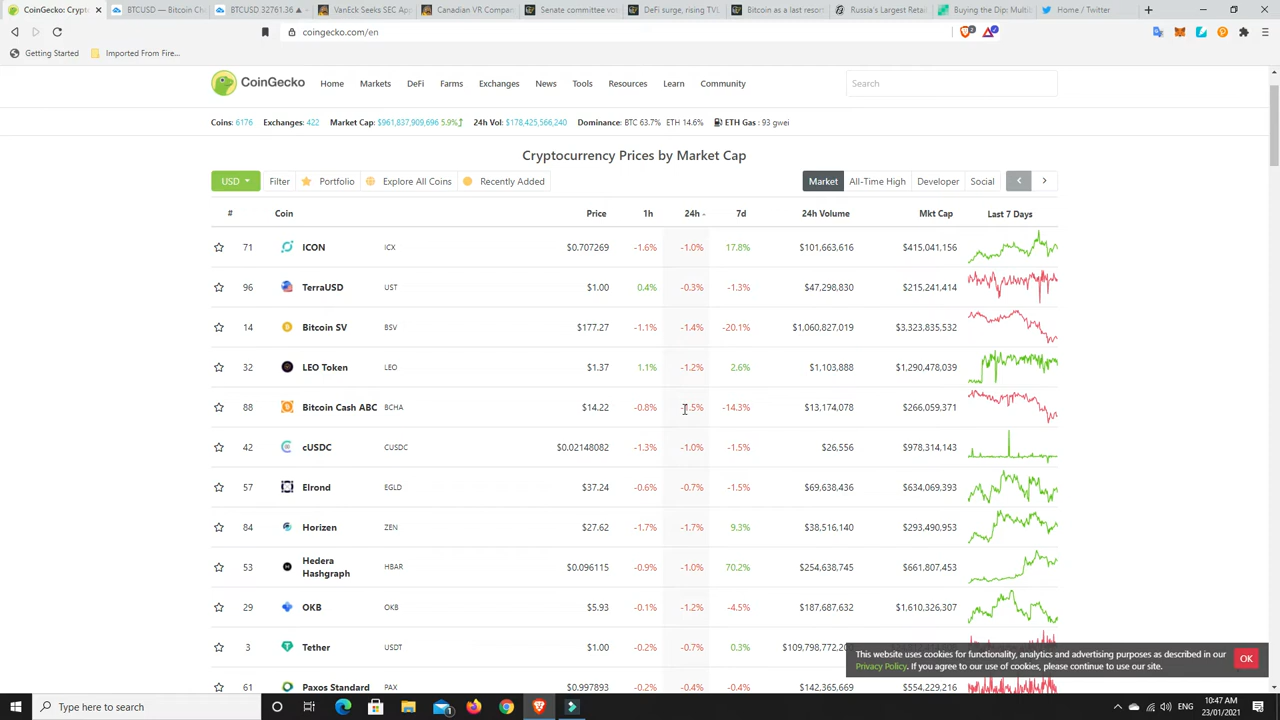 CoinGecko: Crypto
BTCUSD — Bitcoin Ch
BTCUSD 32761.36
VanEck Seeks SEC App
Canadian VR Compan
Senate committee vot
DeFi surge, rising TVL
Bitcoin as a last resort
Russia's Largest Retail
Buying the Dip: Multi
Home / Twitter
coingecko.com/en
Getting Started Imported From Fire...
CoinGecko Home Markets DeFi Farms Exchanges News Tools Resources Learn Community Search
Coins: 6176 Exchanges: 422 Market Cap: $961,837,909,696 5.9% 24h Vol: $178,425,566,240 Dominance: BTC 63.7% ETH 14.6% ETH Gas : 93 gwei
Cryptocurrency Prices by Market Cap
USD Filter Portfolio Explore All Coins Recently Added Market All-Time High Developer Social
# Coin Price 1h 24h 7d 24h Volume Mkt Cap Last 7 Days
71 ICON ICX $0.707269 -1.6% -1.0% 17.8% $101,663,616 $415,041,156
96 TerraUSD UST $1.00 0.4% -0.3% -1.3% $47,298,830 $215,241,414
14 Bitcoin SV BSV $177.27 -1.1% -1.4% -20.1% $1,060,827,019 $3,323,835,532
32 LEO Token LEO $1.37 1.1% -1.2% 2.6% $1,103,888 $1,290,478,039
88 Bitcoin Cash ABC BCHA $14.22 -0.8% .5% -14.3% $13,174,078 $266,059,371
42 cUSDC CUSDC $0.02148082 -1.3% -1.0% -1.5% $26,556 $978,314,143
57 Elrond EGLD $37.24 -0.6% -0.7% -1.5% $69,638,436 $634,069,393
84 Horizen ZEN $27.62 -1.7% -1.7% 9.3% $38,516,140 $293,490,953
53 Hedera Hashgraph HBAR $0.096115 -0.9% -1.0% 70.2% $254,638,745 $661,807,453
29 OKB OKB $5.93 -0.1% -1.2% -4.5% $187,687,632 $1,610,326,307
3 Tether USDT $1.00 -0.2% -0.7% 0.3% $109,798,772,20
61 Paxos Standard PAX $0.997893 -0.2% -0.4% -0.4% $142,365,669 $554,229,216
This website uses cookies for functionality, analytics and advertising purposes as described in our
Privacy Policy. If you agree to our use of cookies, please continue to use our site.
OK
Type here to search
ENG
10:47 AM
23/01/2021